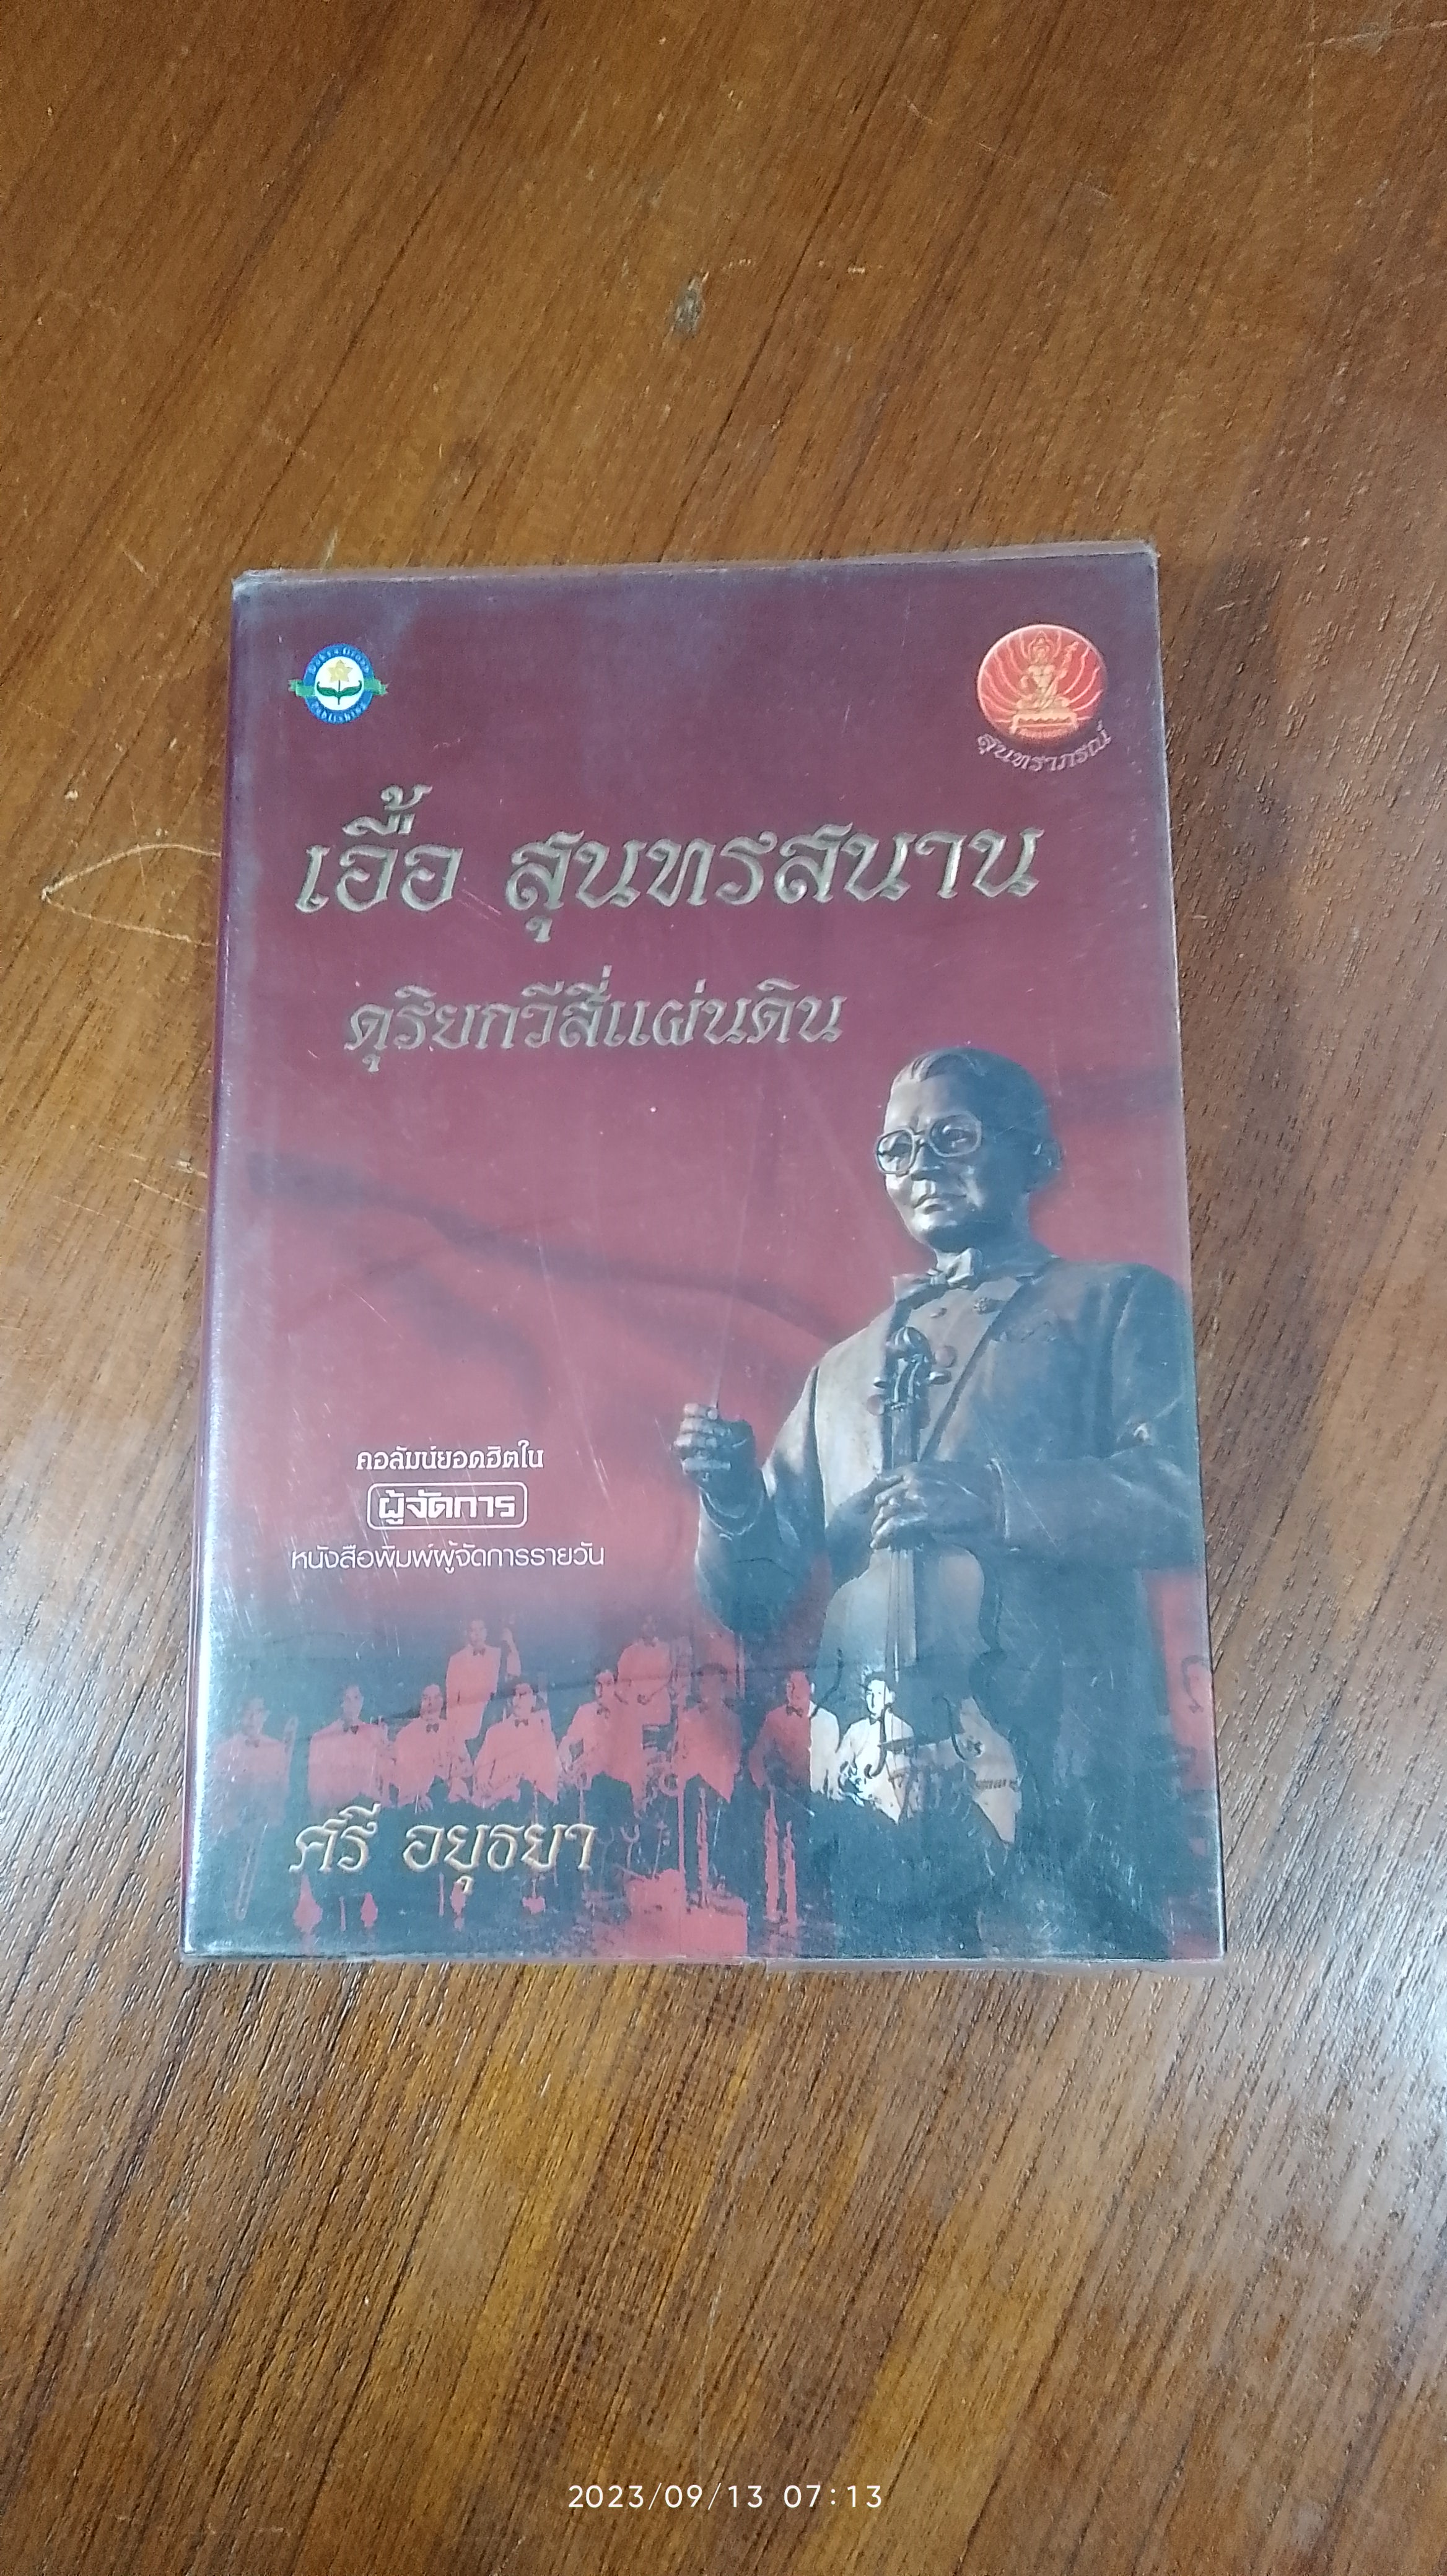 สุนทราภรณ์
เอื้อ สุนทรสนาน
ดุริยกวีสี่แผ่นดิน
คอลัมน์ยอดฮิตใน
ผู้จัดการ
หนังสือพิมพ์ผู้จัดการรายวัน
ศรี อยุธยา
2023/09/13 07:13